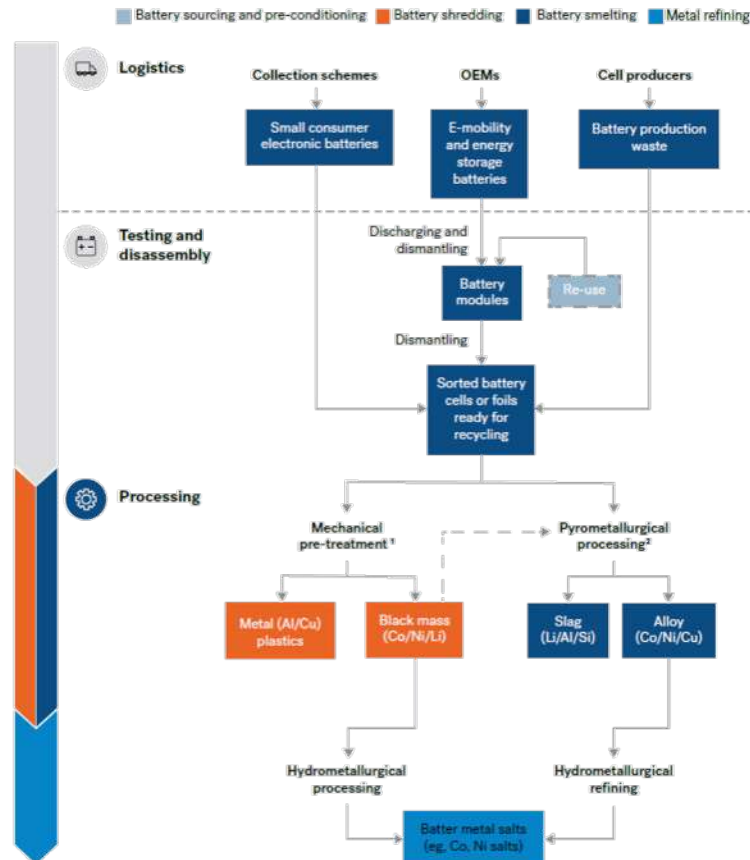 Battery sourcing and pre-conditioning
Battery shredding
Battery smelting
Metal refining
Logistics
Collection schemes
OEMs
Cell producers
Small consumer
electronic batteries
E-mobility
and energy
storage
batteries
Battery production
waste
Testing and
disassembly
Discharging and
dismantling
Battery
modules
Re-use
Dismantling
Sorted battery
cells or foils
ready for
recycling
Processing
Mechanical
pre-treatment ¹
Pyrometallurgical
processing²
Metal (Al/Cu)
plastics
Black mass
(Co/Ni/Li)
Slag
(Li/Al/Si)
Alloy
(Co/Ni/Cu)
Hydrometallurgical
processing
Hydrometallurgical
refining
Batter metal salts
(eg, Co, Ni salts)